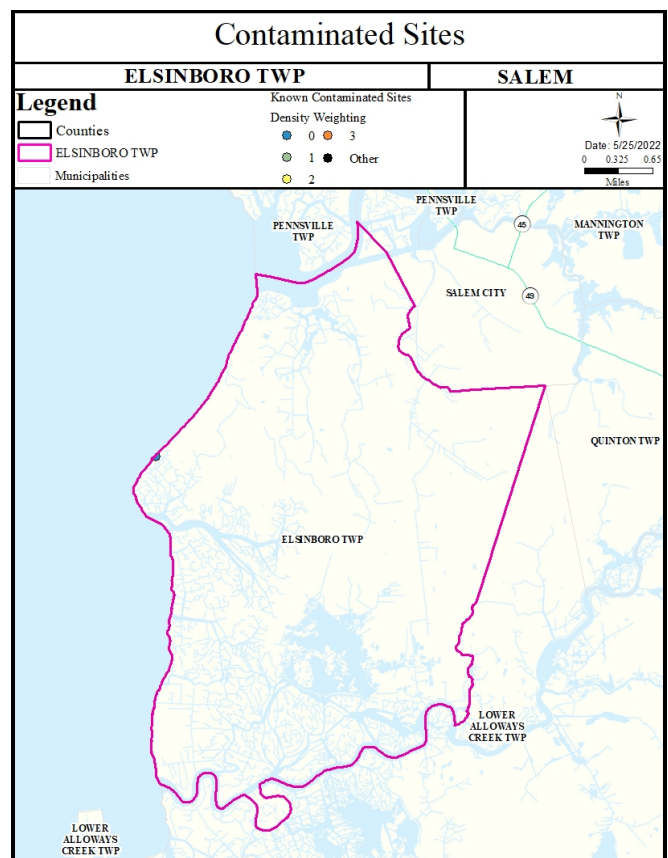 Contaminated Sites
ELSINBORO TWP
SALEM
Legend
Counties
ELSINBORO TWP
Municipalities
Known Contaminated Sites
Density Weighting
0
3
1
Other
2
N
Date: 5/25/2022
0 0.325 0.65
Miles
PENNSVILLE
TWP
PENNSVILLE
TWP
45
MANNINGTON
TWP
SALEM CITY
49
QUINTON TWP
ELSINBORO TWP
LOWER
ALLOWAYS
CREEK TWP
LOWER
ALLOWAYS
CREEK TWP